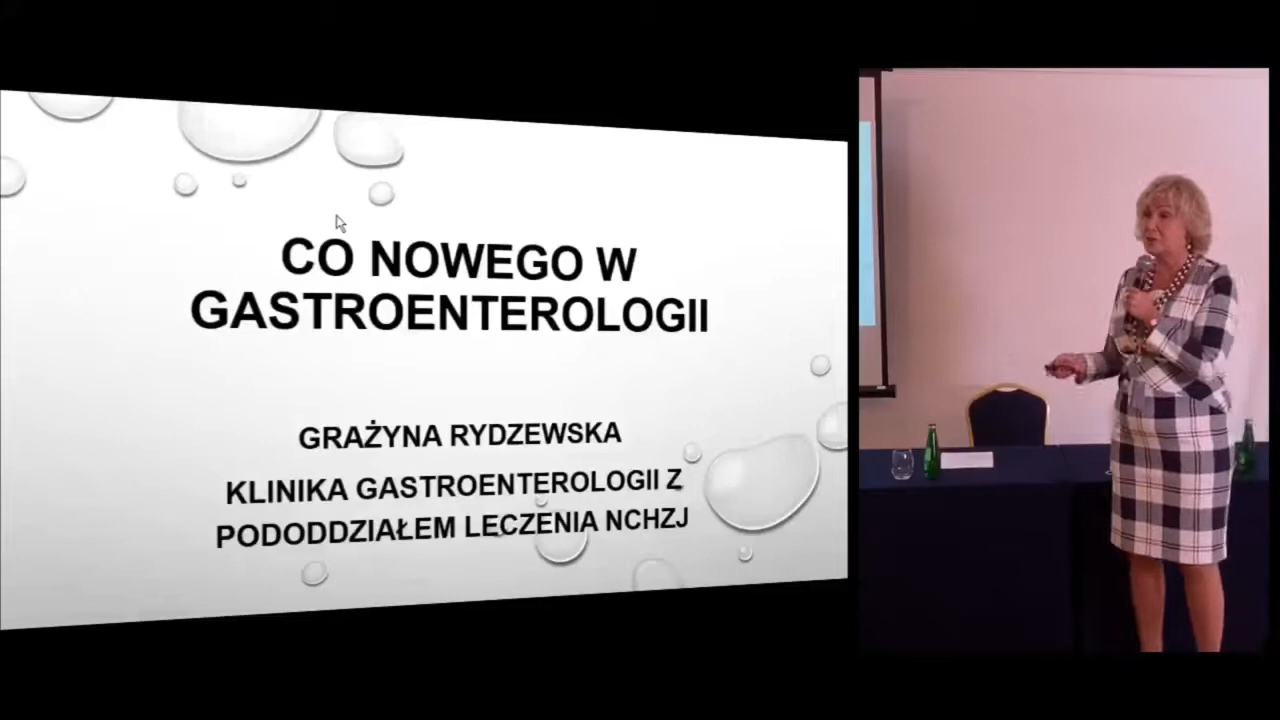 CO NOWEGO W
GASTROENTEROLOGII
GRAŻYNA RYDZEWSKA
KLINIKA GASTROENTEROLOGII Z
PODODDZIAŁEM LECZENIA NCHZJ